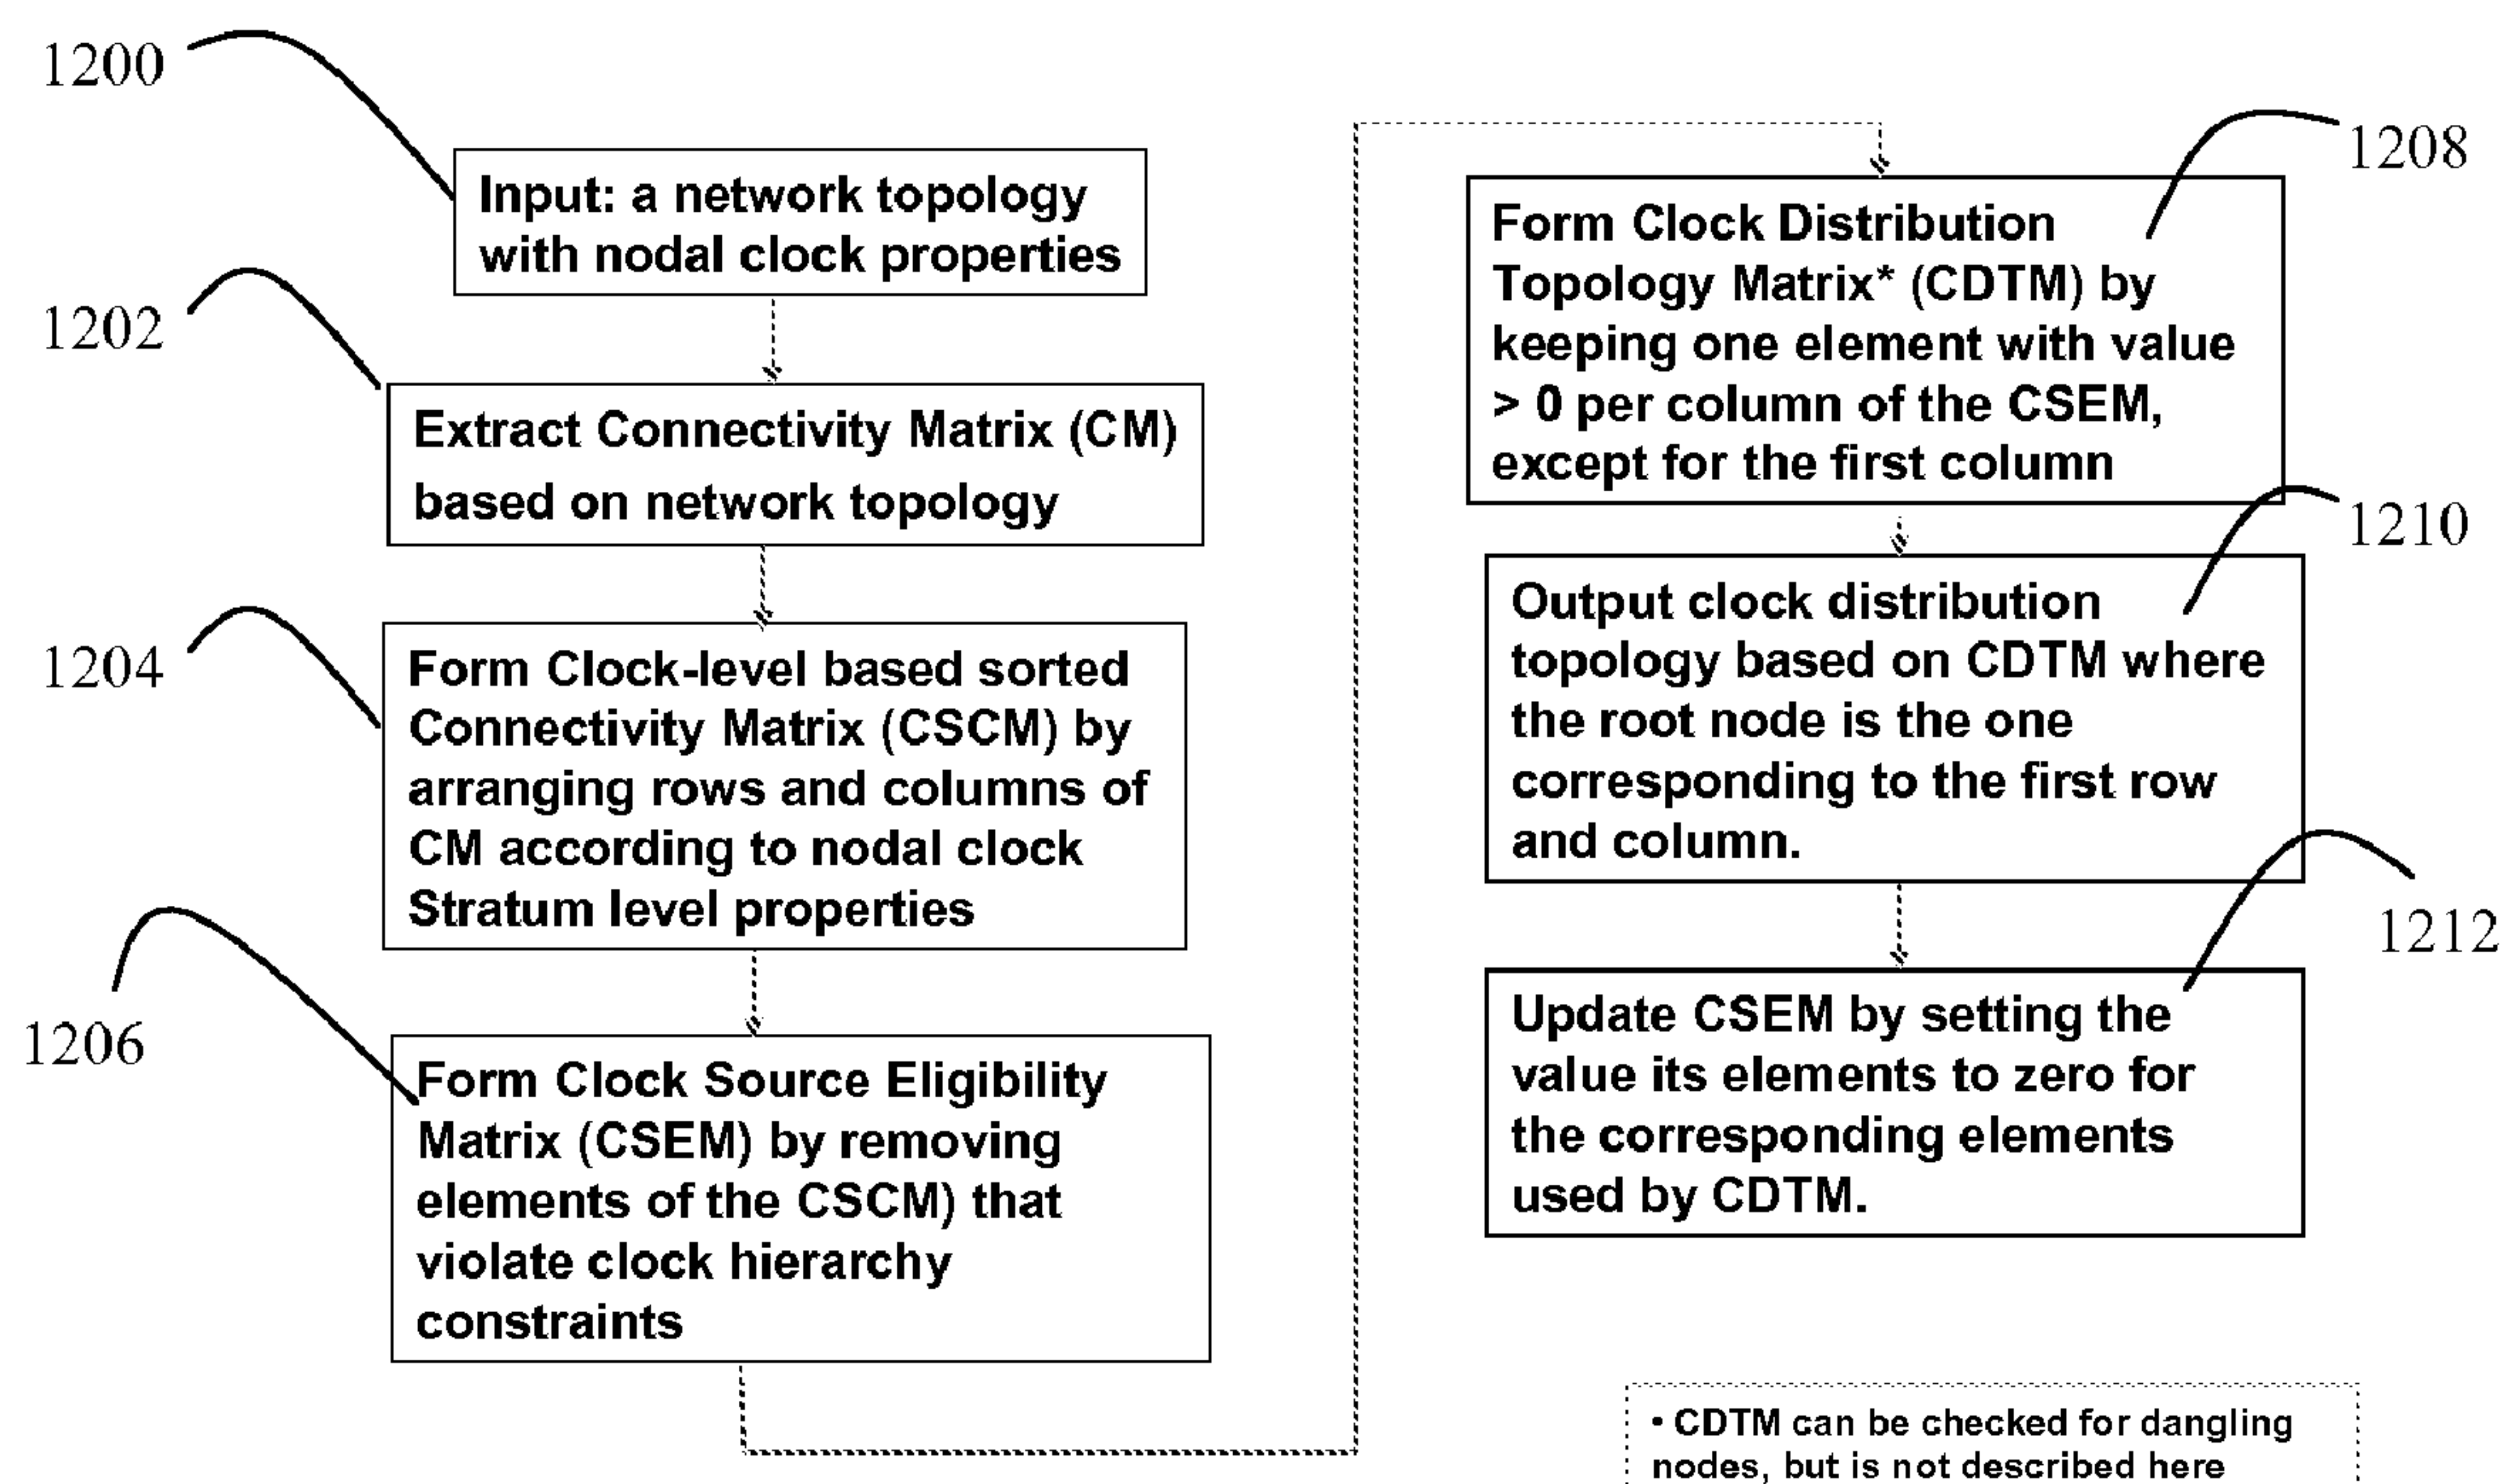 1200
Input: a network topology
with nodal clock properties
1202
Extract Connectivity Matrix (CM)
based on network topology
1204
Form Clock-level based sorted
Connectivity Matrix (CSCM) by
arranging rows and columns of
CM according to nodal clock
Stratum level properties
1206
Form Clock Source Eligibility
Matrix (CSEM) by removing
elements of the CSCM) that
violate clock hierarchy
constraints
1208
Form Clock Distribution
Topology Matrix* (CDTM) by
keeping one element with value
> 0 per column of the CSEM,
except for the first column
1210
Output clock distribution
topology based on CDTM where
the root node is the one
corresponding to the first row
and column.
1212
Update CSEM by setting the
value its elements to zero for
the corresponding elements
used by CDTM.
• CDTM can be checked for dangling
nodes, but is not described here